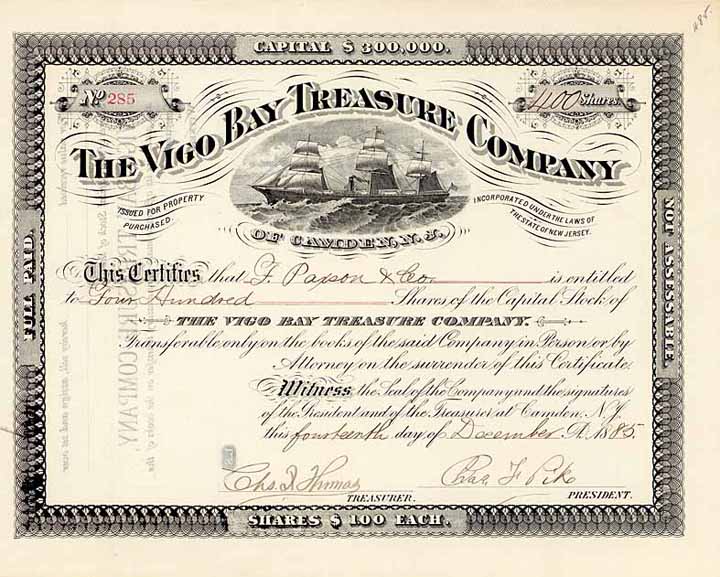 485.
CAPITAL $ 300,000.
No 285
400 Shares.
THE VIGO BAY TREASURE COMPANY
ISSUED FOR PROPERTY
PURCHASED.
INCORPORATED UNDER THE LAWS OF
THE STATE OF NEW JERSEY.
OF CAMDEN, N. J.
FULL PAID.
NOT ASSESSABLE.
This Certifies that F. Paxson & Co. is entitled
to Four Hundred Shares of the Capital Stock of
THE VIGO BAY TREASURE COMPANY.
Transferable only on the books of the said Company in Person or by
Attorney on the surrender of this Certificate.
Witness, the Seal of the Company and the signatures
of the President and of the Treasurer at Camden, N.J.
this fourteenth day of December A.D. 1885.
Chas. F. Pike
TREASURER.
PRESIDENT.
SHARES $ 100 EACH.